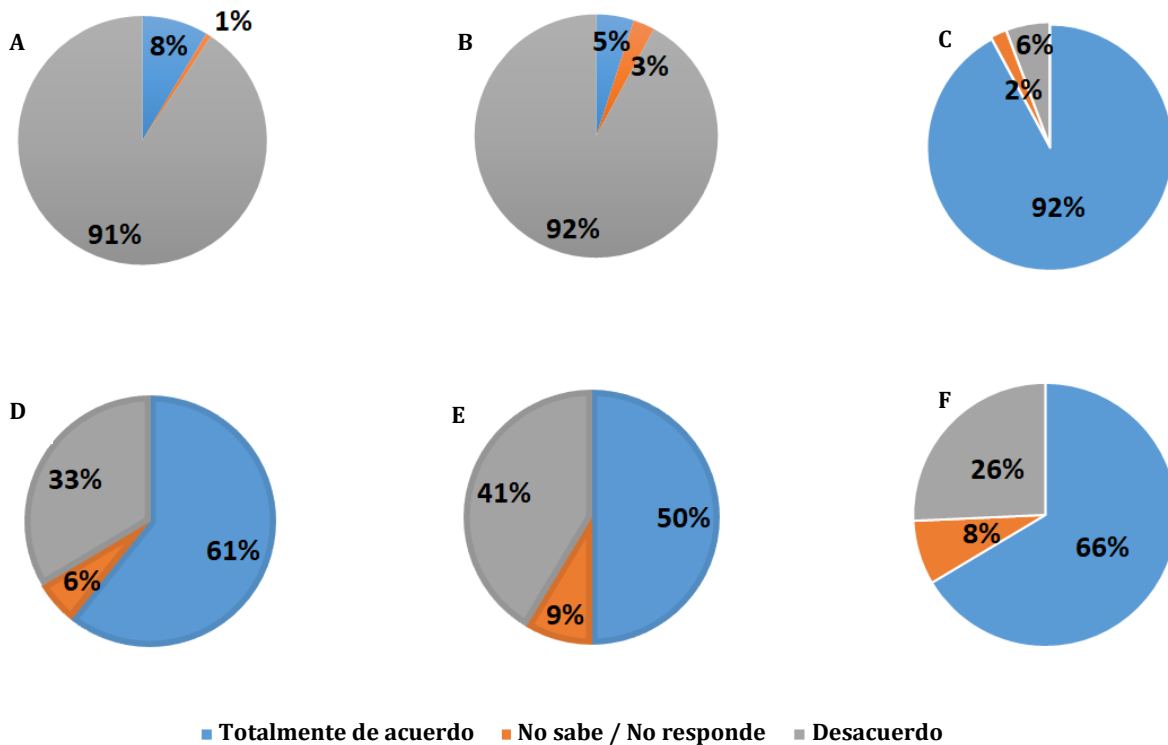 A
8%
1%
91%
B
5%
3%
92%
C
6%
2%
92%
D
33%
6%
61%
E
41%
9%
50%
F
26%
8%
66%
Totalmente de acuerdo No sabe / No responde Desacuerdo